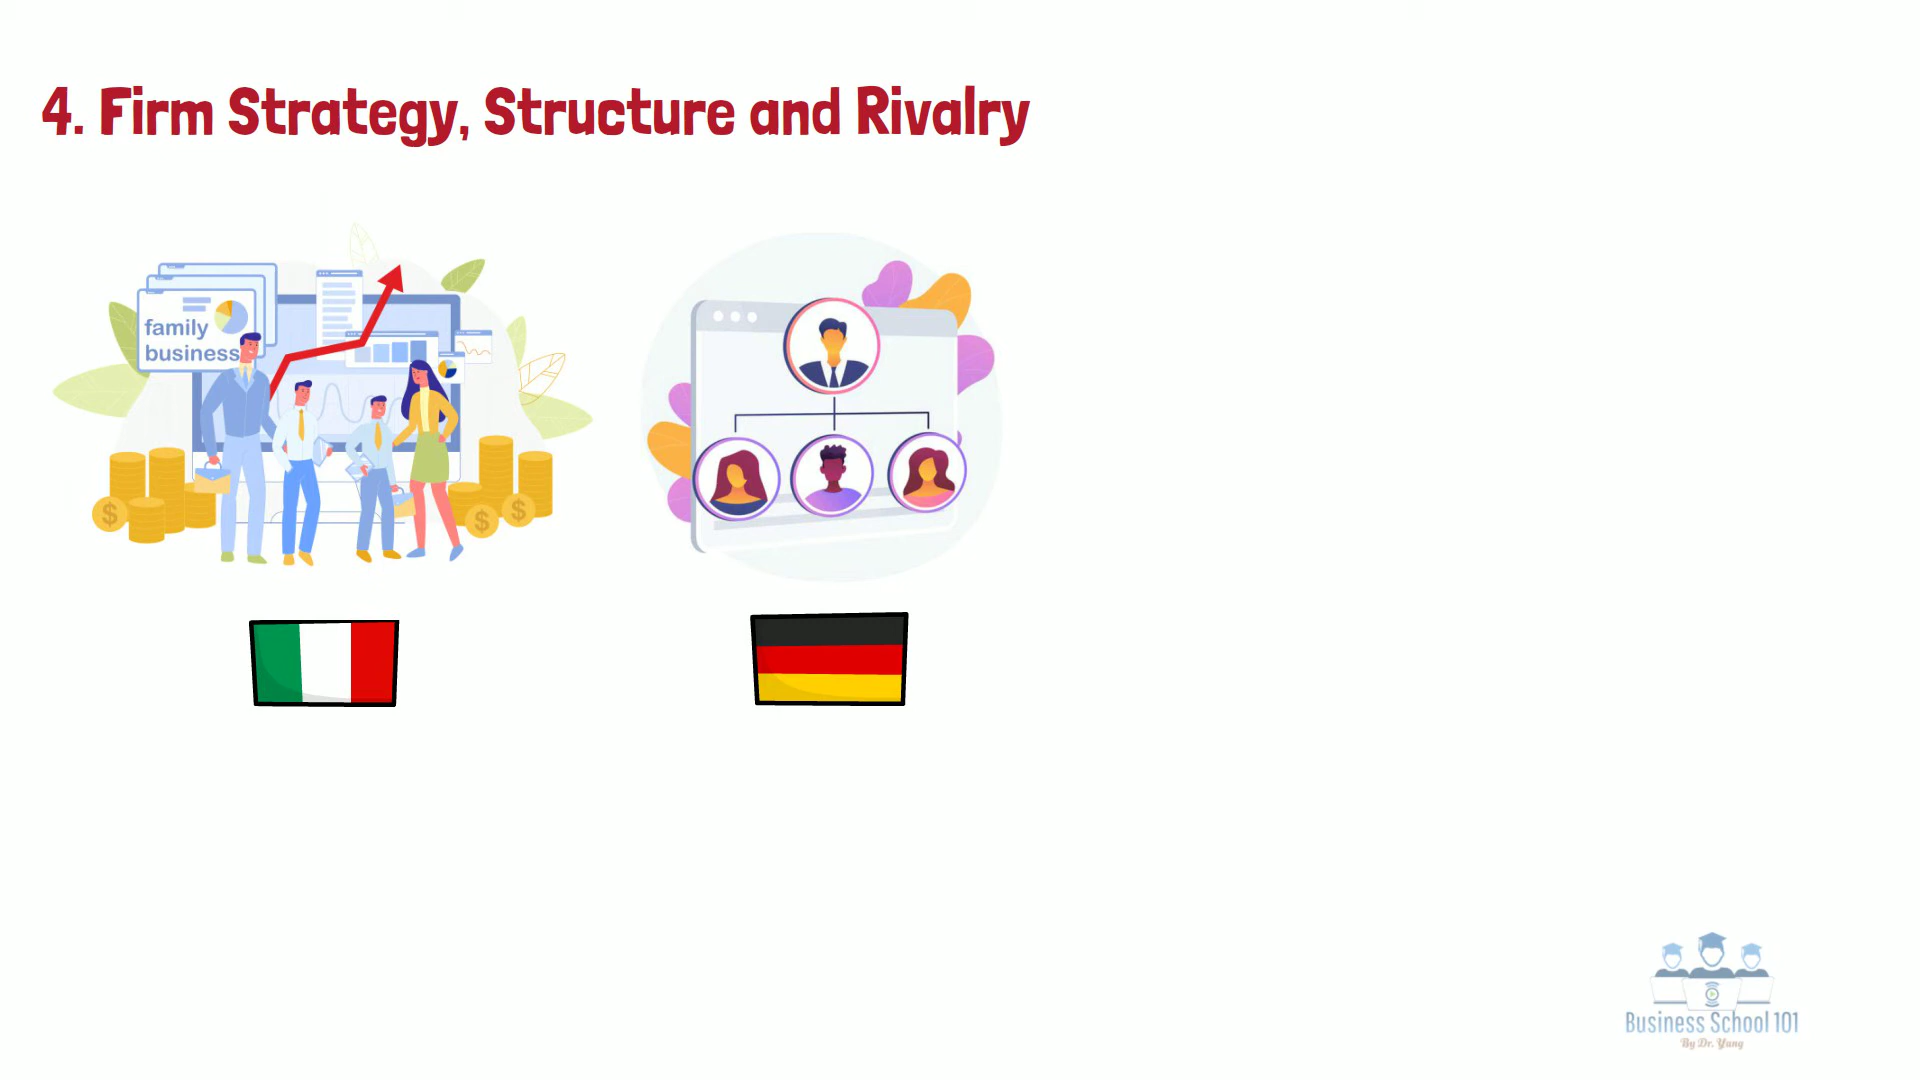 4. Firm Strategy, Structure and Rivalry
family
business
$
$
$
Business School 101
By Dr. Yang